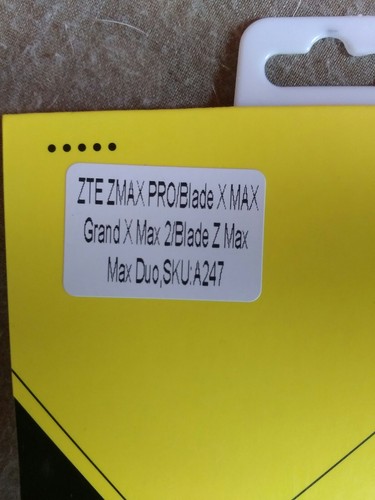 ZTE ZMAX PRO/Blade X MAX
Grand X Max 2/Blade Z Max
Max Duo,SKU:A247